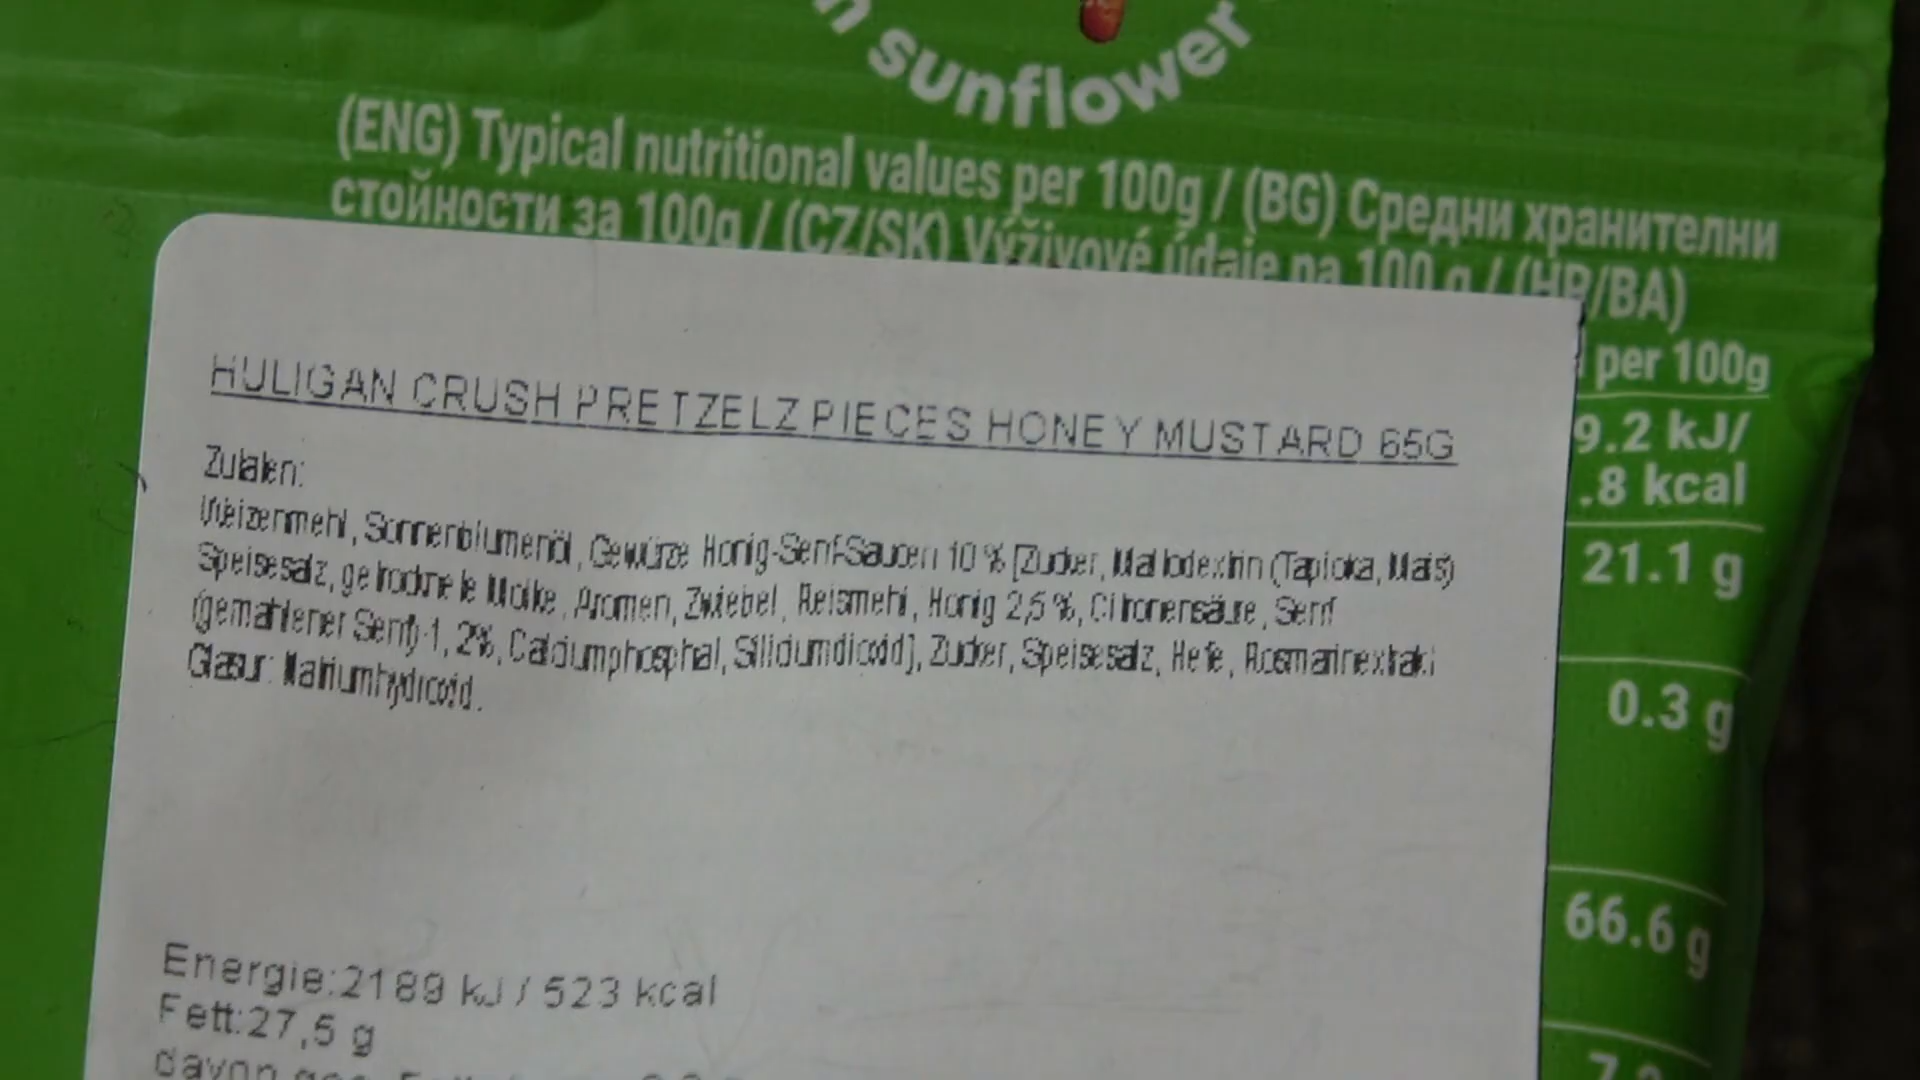 n sunflower
(ENG) Typical nutritional values per 100g / (BG) Средни хранителни
стойности за 100g / (CZ/SK) Výživové údaje na 100 g / (HR/BA)
per 100g
9.2 kJ/
.8 kcal
21.1 g
0.3 g
66.6 g
HULIGAN CRUSH PRETZELZ PIECES HONEY MUSTARD 65G
Zutaten:
Weizenmehl, Sonnenblumenöl, Gewürze Honig-Senf-Saucen 10 % [Zucker, Maltodextrin (Tapioka, Mais)
Speisesalz, getrocknete Molke, Aromen, Zwiebel, Reismehl, Honig 2,5 %, Citronensäure, Senf
(gemahlener Senf) 1, 2%, Calciumphosphat, Siliciumdioxid], Zucker, Speisesalz, Hefe, Rosmarinextrakt
Glasur: Natriumhydroxid.
Energie:2189 kJ / 523 kcal
Fett:27,5 g
davon